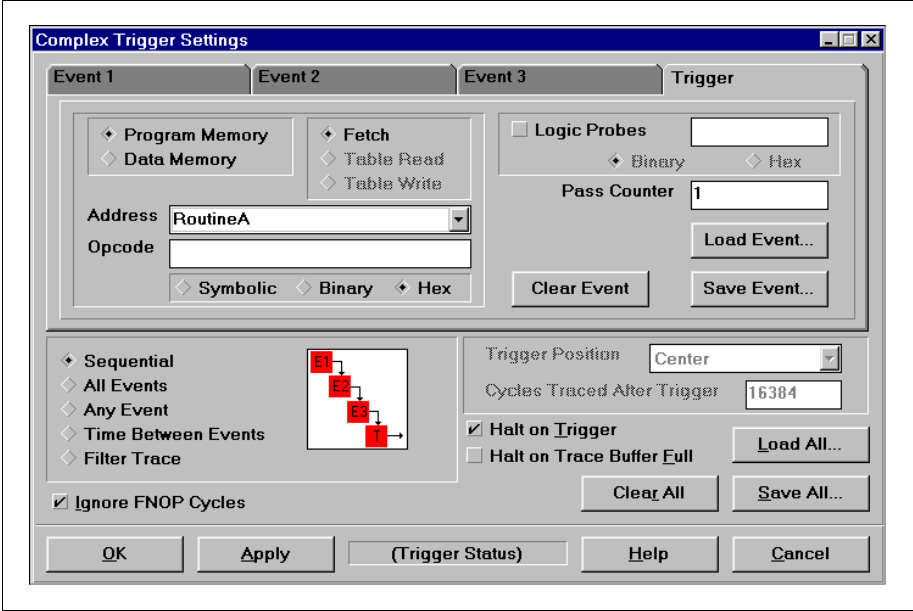 Complex Trigger Settings
Event 1 Event 2 Event 3 Trigger
Program Memory
Data Memory
Fetch
Table Read
Table Write
Logic Probes
Binary Hex
Pass Counter 1
Address RoutineA
Opcode
Symbolic Binary Hex
Load Event...
Clear Event Save Event...
Sequential
All Events
Any Event
Time Between Events
Filter Trace
E1
E2
E3
T
Trigger Position Center
Cycles Traced After Trigger 16384
Halt on Trigger
Halt on Trace Buffer Full
Load All...
Clear All Save All...
Ignore FNOP Cycles
OK Apply (Trigger Status) Help Cancel